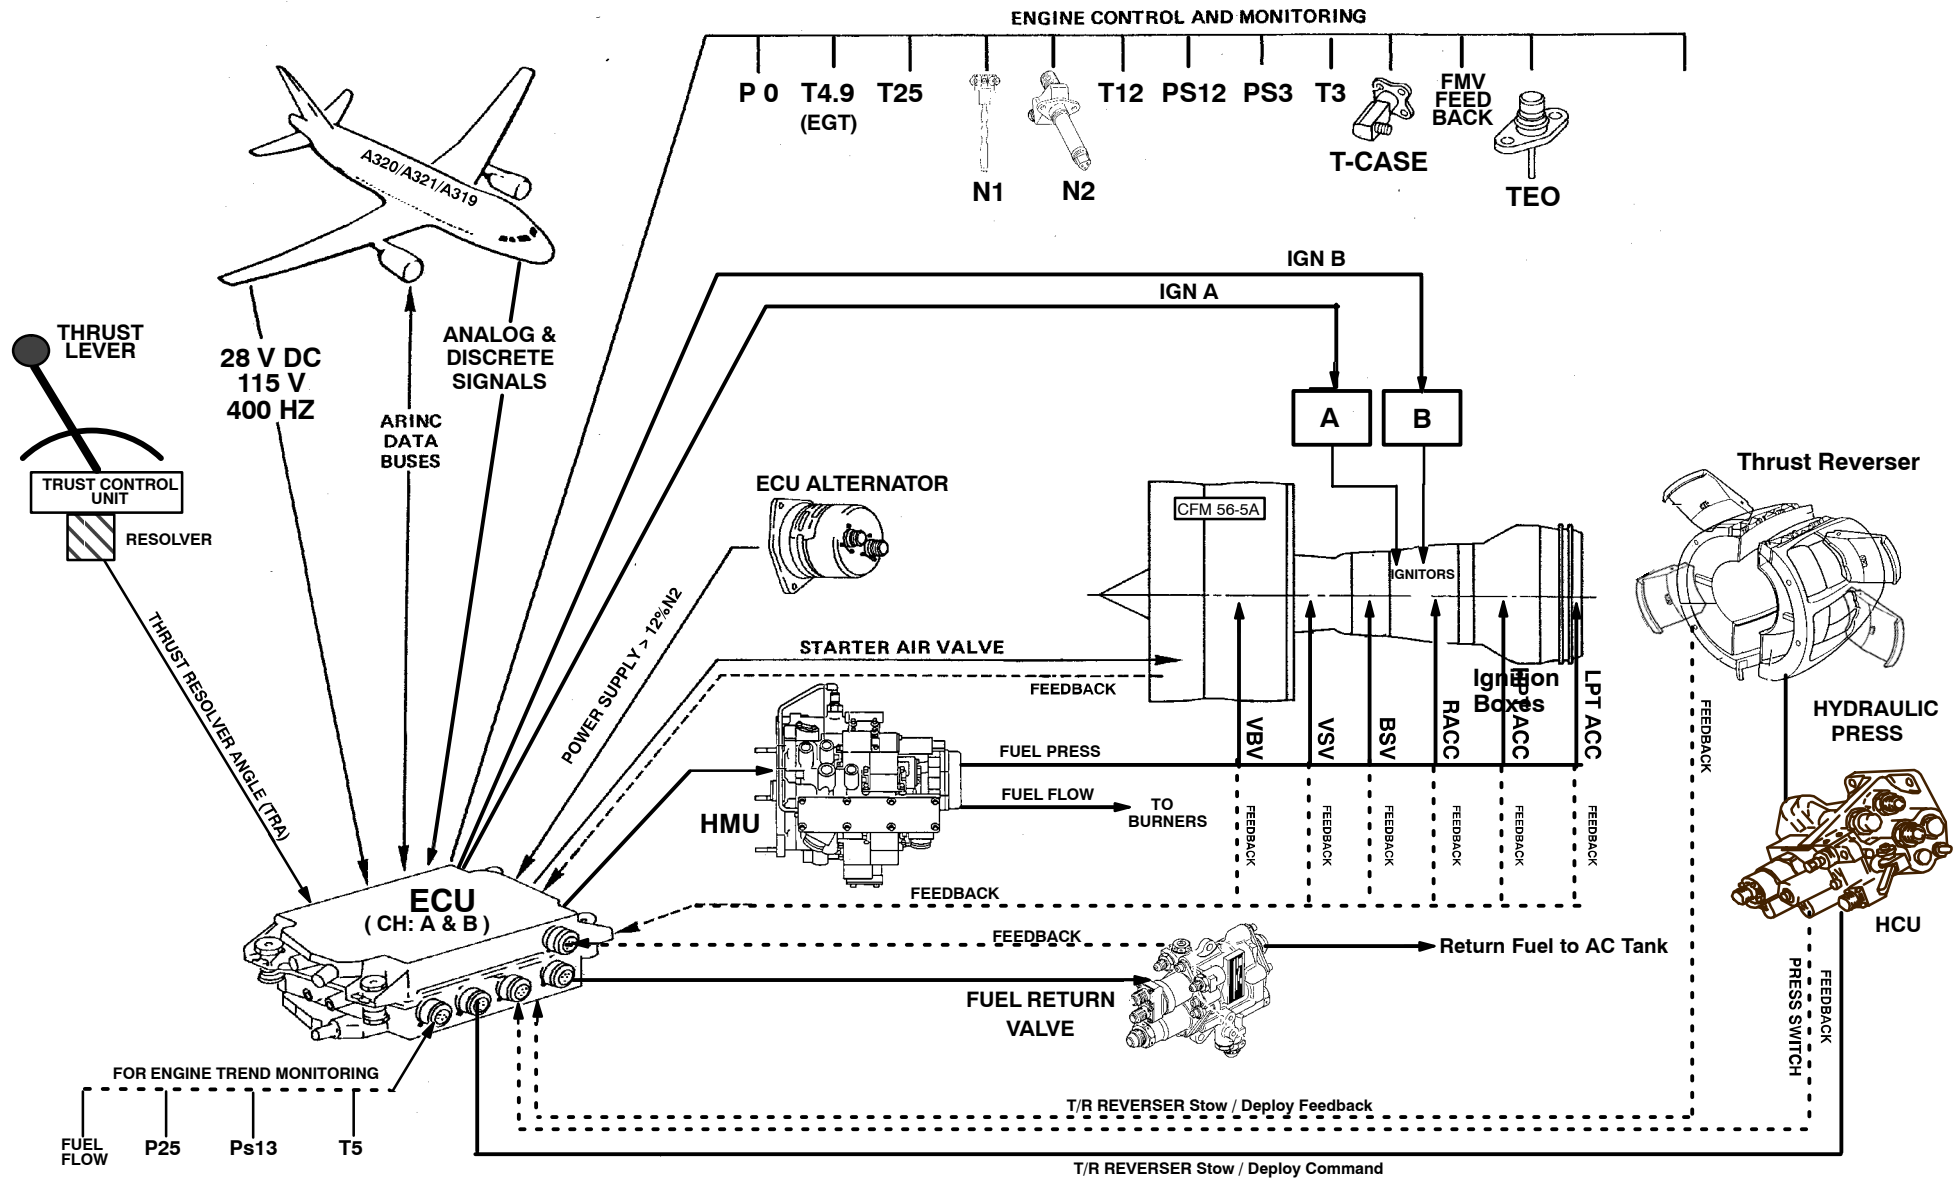 ENGINE CONTROL AND MONITORING
P 0
T4.9
(EGT)
T25
N1
N2
T12
PS12
PS3
T3
T-CASE
FMV
FEED
BACK
TEO
A320/A321/A319
THRUST
LEVER
28 V DC
115 V
400 HZ
ARINC
DATA
BUSES
ANALOG &
DISCRETE
SIGNALS
IGN B
IGN A
A
B
TRUST CONTROL
UNIT
RESOLVER
THRUST RESOLVER ANGLE (TRA)
ECU ALTERNATOR
POWER SUPPLY > 12%N2
CFM 56-5A
IGNITORS
Thrust Reverser
STARTER AIR VALVE
FEEDBACK
Ignition
Boxes
VBV
VSV
BSV
RACC
HPT ACC
LPT ACC
FEEDBACK
HYDRAULIC
PRESS
HMU
FUEL PRESS
FUEL FLOW
TO
BURNERS
FEEDBACK
FEEDBACK
FEEDBACK
FEEDBACK
FEEDBACK
FEEDBACK
HCU
ECU
( CH: A & B )
FEEDBACK
FEEDBACK
Return Fuel to AC Tank
FUEL RETURN
VALVE
FEEDBACK
PRESS SWITCH
FOR ENGINE TREND MONITORING
FUEL
FLOW
P25
Ps13
T5
T/R REVERSER Stow / Deploy Feedback
T/R REVERSER Stow / Deploy Command